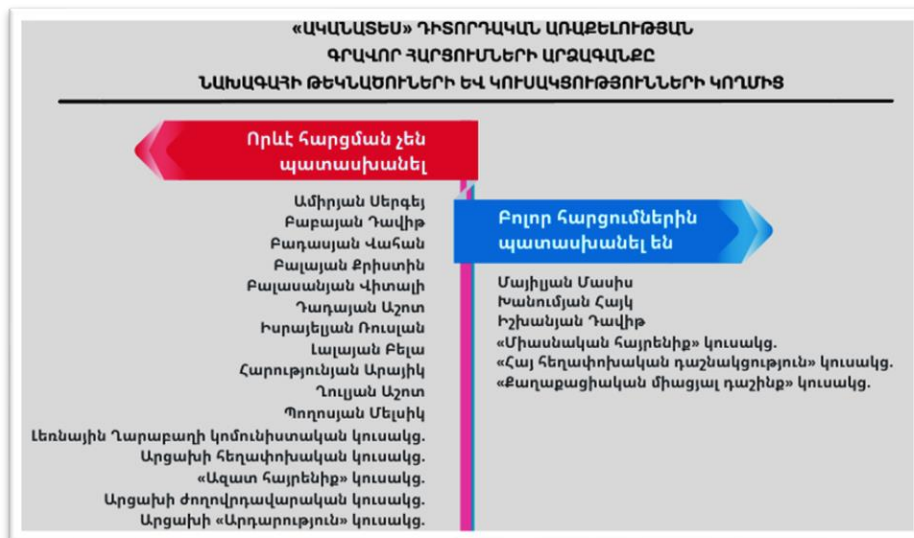 «ԱԿԱՆԱՏԵՍ» ԴԻՏՈՐԴԱԿԱՆ ԱՌԱՔԵԼՈՒԹՅԱՆ
ԳՐԱՎՈՐ ՀԱՐՑՈՒՄՆԵՐԻ ԱՐՁԱԳԱՆՔԸ
ՆԱԽԱԳԱՀԻ ԹԵԿՆԱԾՈՒՆԵՐԻ ԵՎ ԿՈՒՍԱԿՑՈՒԹՅՈՒՆՆԵՐԻ ԿՈՂՄԻՑ
Որևէ հարցման չեն
պատասխանել
Ամիրյան Սերգեյ
Բաբայան Դավիթ
Բադասյան Վահան
Բալայան Քրիստին
Բալասանյան Վիտալի
Դադայան Աշոտ
Իսրայելյան Ռուսլան
Լալայան Բելա
Հարությունյան Արայիկ
Ղուլյան Աշոտ
Պողոսյան Մելսիկ
Լեռնային Ղարաբաղի կոմունիստական կուսակց.
Արցախի հեղափոխական կուսակց.
«Ազատ հայրենիք» կուսակց.
Արցախի ժողովրդավարական կուսակց.
Արցախի «Արդարություն» կուսակց.
Բոլոր հարցումներին
պատասխանել են
Մայիլյան Մասիս
Խանումյան Հայկ
Իշխանյան Դավիթ
«Միասնական հայրենիք» կուսակց.
«Հայ հեղափոխական դաշնակցություն» կուսակց.
«Քաղաքացիական միացյալ դաշինք» կուսակց.